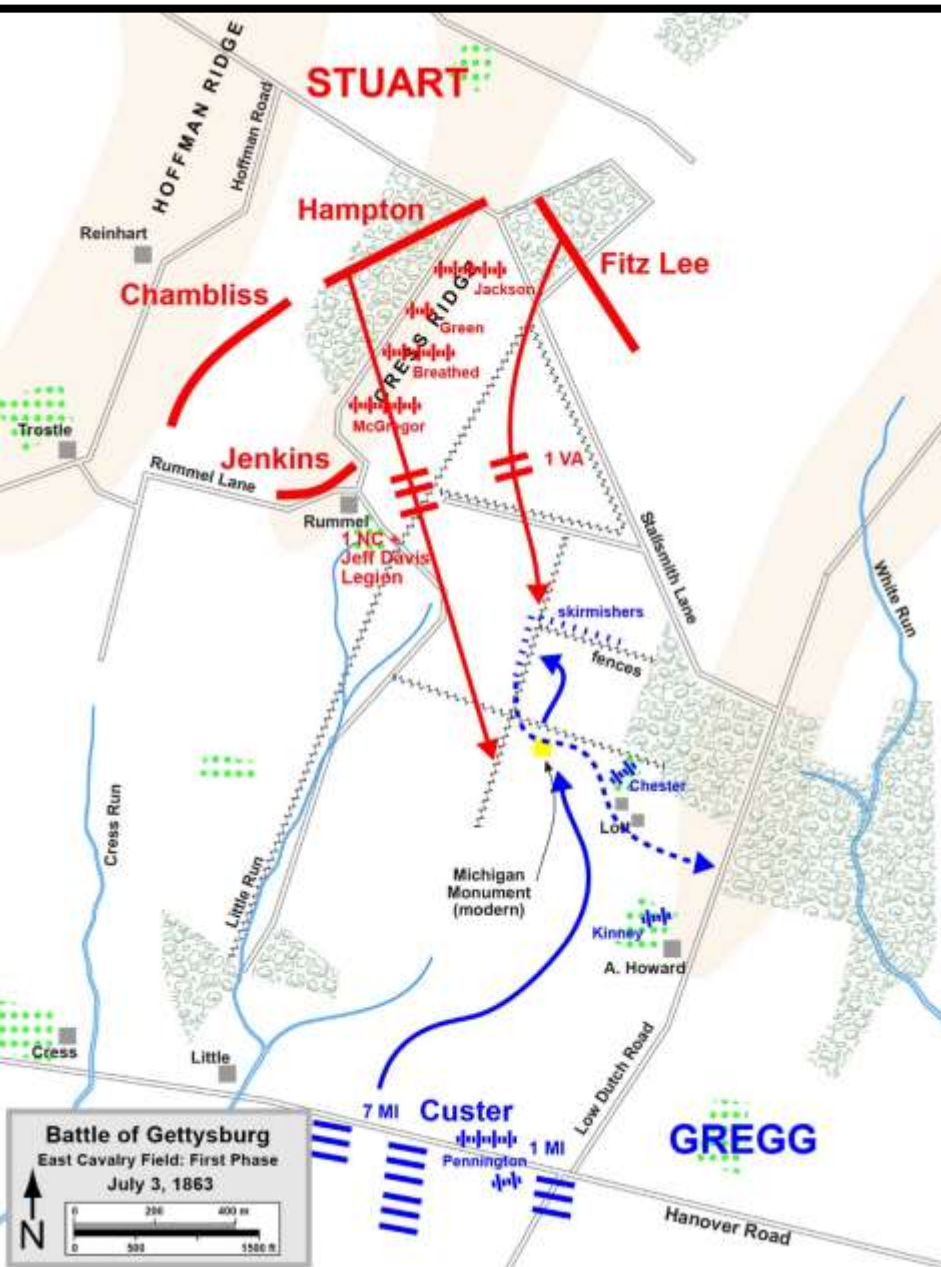 STUART
HOFFMAN RIDGE
Hoffman Road
Hampton
Reinhart
Fitz Lee
Chambliss
Jackson
CRESS RIDGE
Green
Breathed
McGregor
Trostle
Jenkins
1 VA
Rummel Lane
Rummel
1 NC +
Jeff Davis
Legion
Stallsmith Lane
White Run
skirmishers
fences
Chester
Lott
Cress Run
Little Run
Michigan
Monument
(modern)
Kinney
A. Howard
Low Dutch Road
Cress
Little
7 MI
Custer
1 MI
Pennington
GREGG
Hanover Road
Battle of Gettysburg
East Cavalry Field: First Phase
July 3, 1863
N
0 200 400 m
0 500 1500 ft